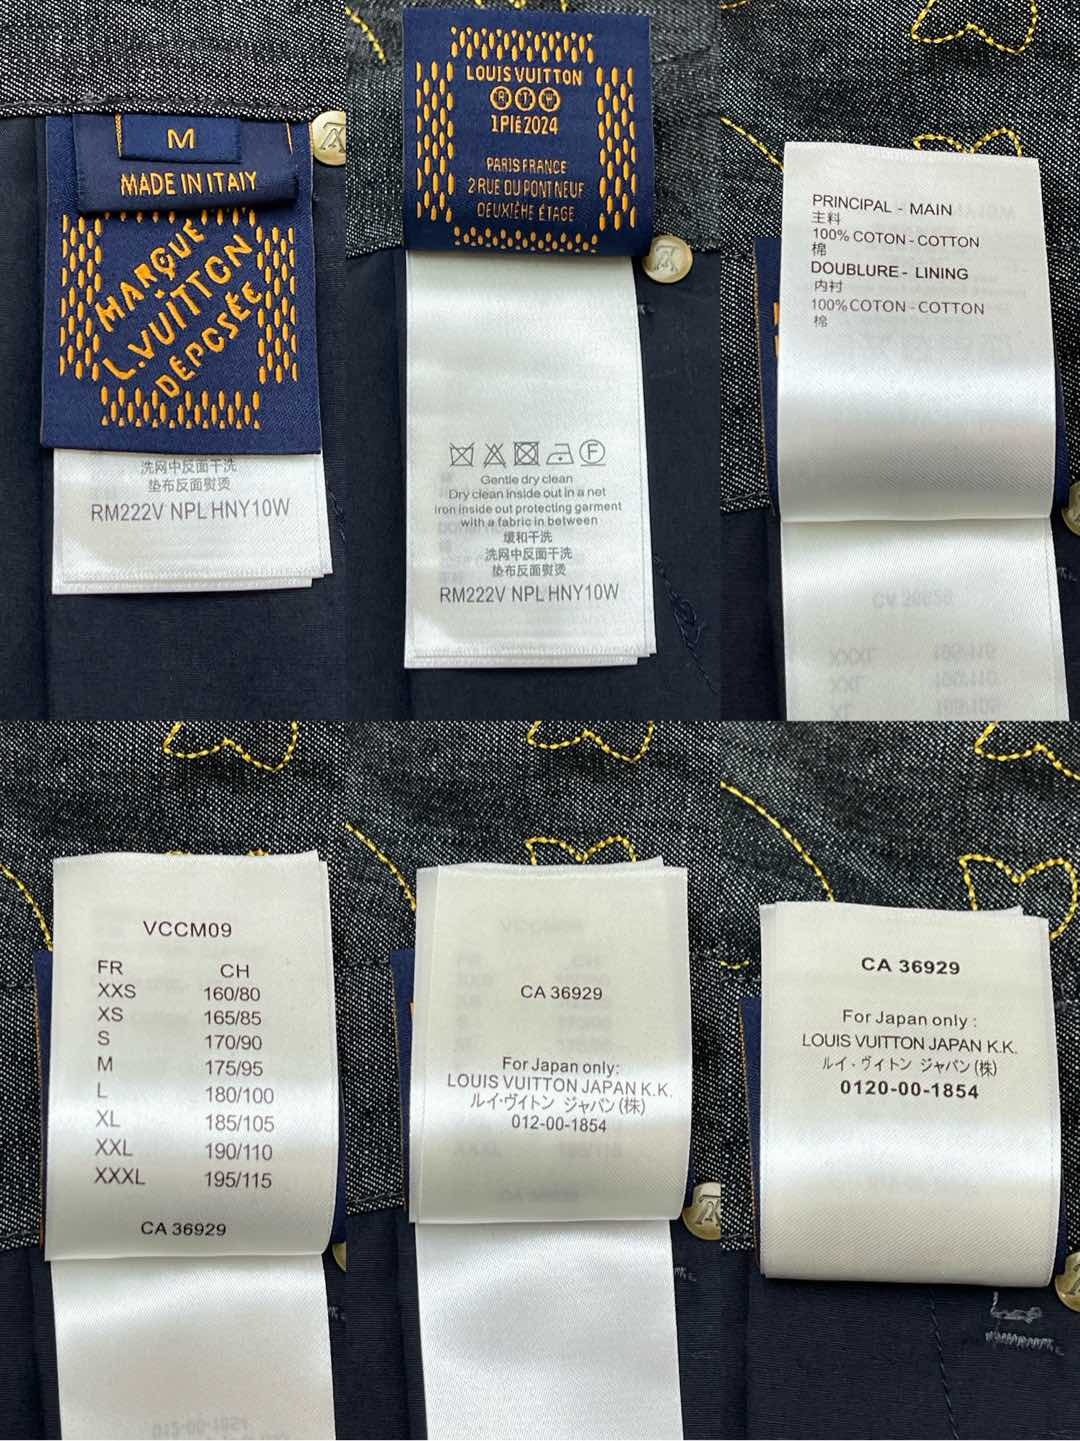 M
MADE IN ITALY
MARQUE
L.VUITTON
DÉPOSÉE
洗网中反面干洗
垫布反面熨烫
RM222V NPL HNY10W
LOUIS VUITTON
R T W
1PIÈ2024
PARIS FRANCE
2 RUE DU PONT NEUF
DEUXIÈME ÉTAGE
Gentle dry clean
Dry clean inside out in a net
iron inside out protecting garment
with a fabric in between
缓和干洗
洗网中反面干洗
垫布反面熨烫
RM222V NPL HNY10W
PRINCIPAL - MAIN
主料
100% COTON - COTTON
棉
DOUBLURE - LINING
内衬
100% COTON - COTTON
棉
VCCM09
FR CH
XXS 160/80
XS 165/85
S 170/90
M 175/95
L 180/100
XL 185/105
XXL 190/110
XXXL 195/115
CA 36929
CA 36929
For Japan only:
LOUIS VUITTON JAPAN K.K.
ルイ・ヴィトン ジャパン(株)
012-00-1854
CA 36929
For Japan only :
LOUIS VUITTON JAPAN K.K.
ルイ・ヴィトン ジャパン(株)
0120-00-1854